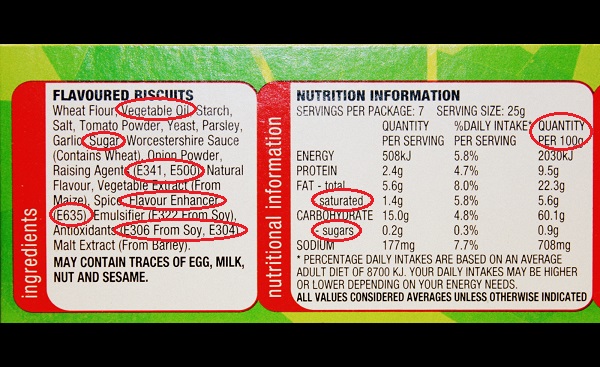 ingredients
FLAVOURED BISCUITS
Wheat Flour, Vegetable Oil, Starch,
Salt, Tomato Powder, Yeast, Parsley,
Garlic, Sugar, Worcestershire Sauce
(Contains Wheat), Onion Powder,
Raising Agents (E341, E500), Natural
Flavour, Vegetable Extract (From
Maize), Spice, Flavour Enhancer
(E635), Emulsifier (E322 From Soy),
Antioxidants (E306 From Soy, E304),
Malt Extract (From Barley).
MAY CONTAIN TRACES OF EGG, MILK,
NUT AND SESAME.
nutritional information
NUTRITION INFORMATION
SERVINGS PER PACKAGE: 7 SERVING SIZE: 25g
QUANTITY %DAILY INTAKE* QUANTITY
PER SERVING PER SERVING PER 100g
ENERGY 508kJ 5.8% 2030kJ
PROTEIN 2.4g 4.7% 9.5g
FAT - total 5.6g 8.0% 22.3g
- saturated 1.4g 5.8% 5.6g
CARBOHYDRATE 15.0g 4.8% 60.1g
- sugars 0.2g 0.3% 0.9g
SODIUM 177mg 7.7% 708mg
* PERCENTAGE DAILY INTAKES ARE BASED ON AN AVERAGE
ADULT DIET OF 8700 KJ. YOUR DAILY INTAKES MAY BE HIGHER
OR LOWER DEPENDING ON YOUR ENERGY NEEDS.
ALL VALUES CONSIDERED AVERAGES UNLESS OTHERWISE INDICATED